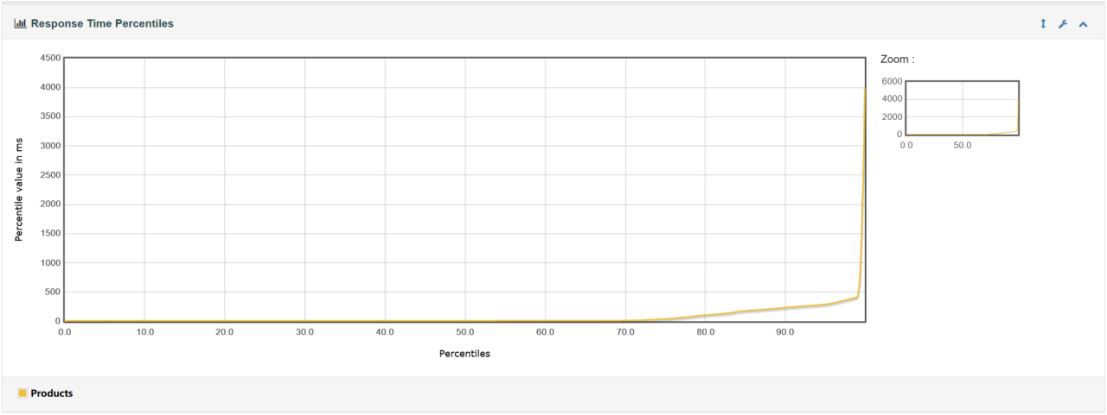 Response Time Percentiles
Zoom :
4500
4000
3500
3000
2500
2000
1500
1000
500
0
Percentile value in ms
0.0 10.0 20.0 30.0 40.0 50.0 60.0 70.0 80.0 90.0
Percentiles
6000
4000
2000
0
0.0 50.0
Products